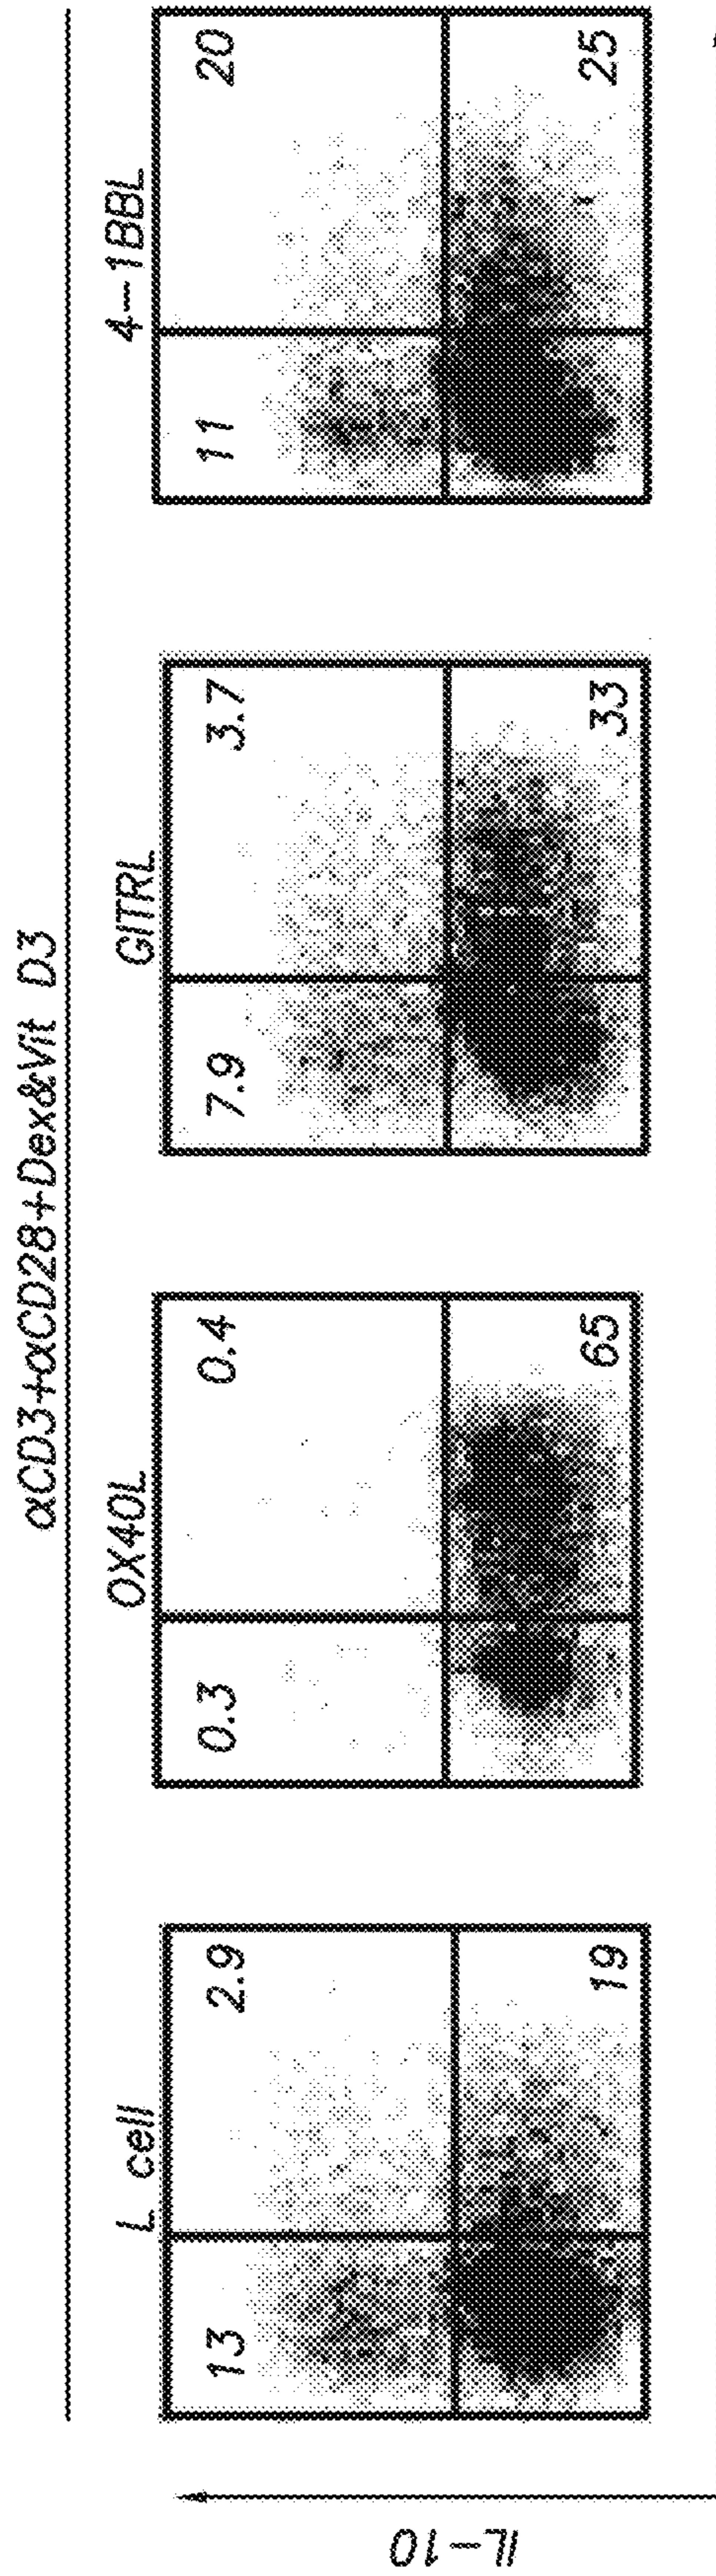 αCD3+αCD28+Dex&Vit D3
L cell
OX40L
GITRL
4-1BBL
13
2.9
0.3
0.4
7.9
3.7
11
20
19
65
33
25
IL-10